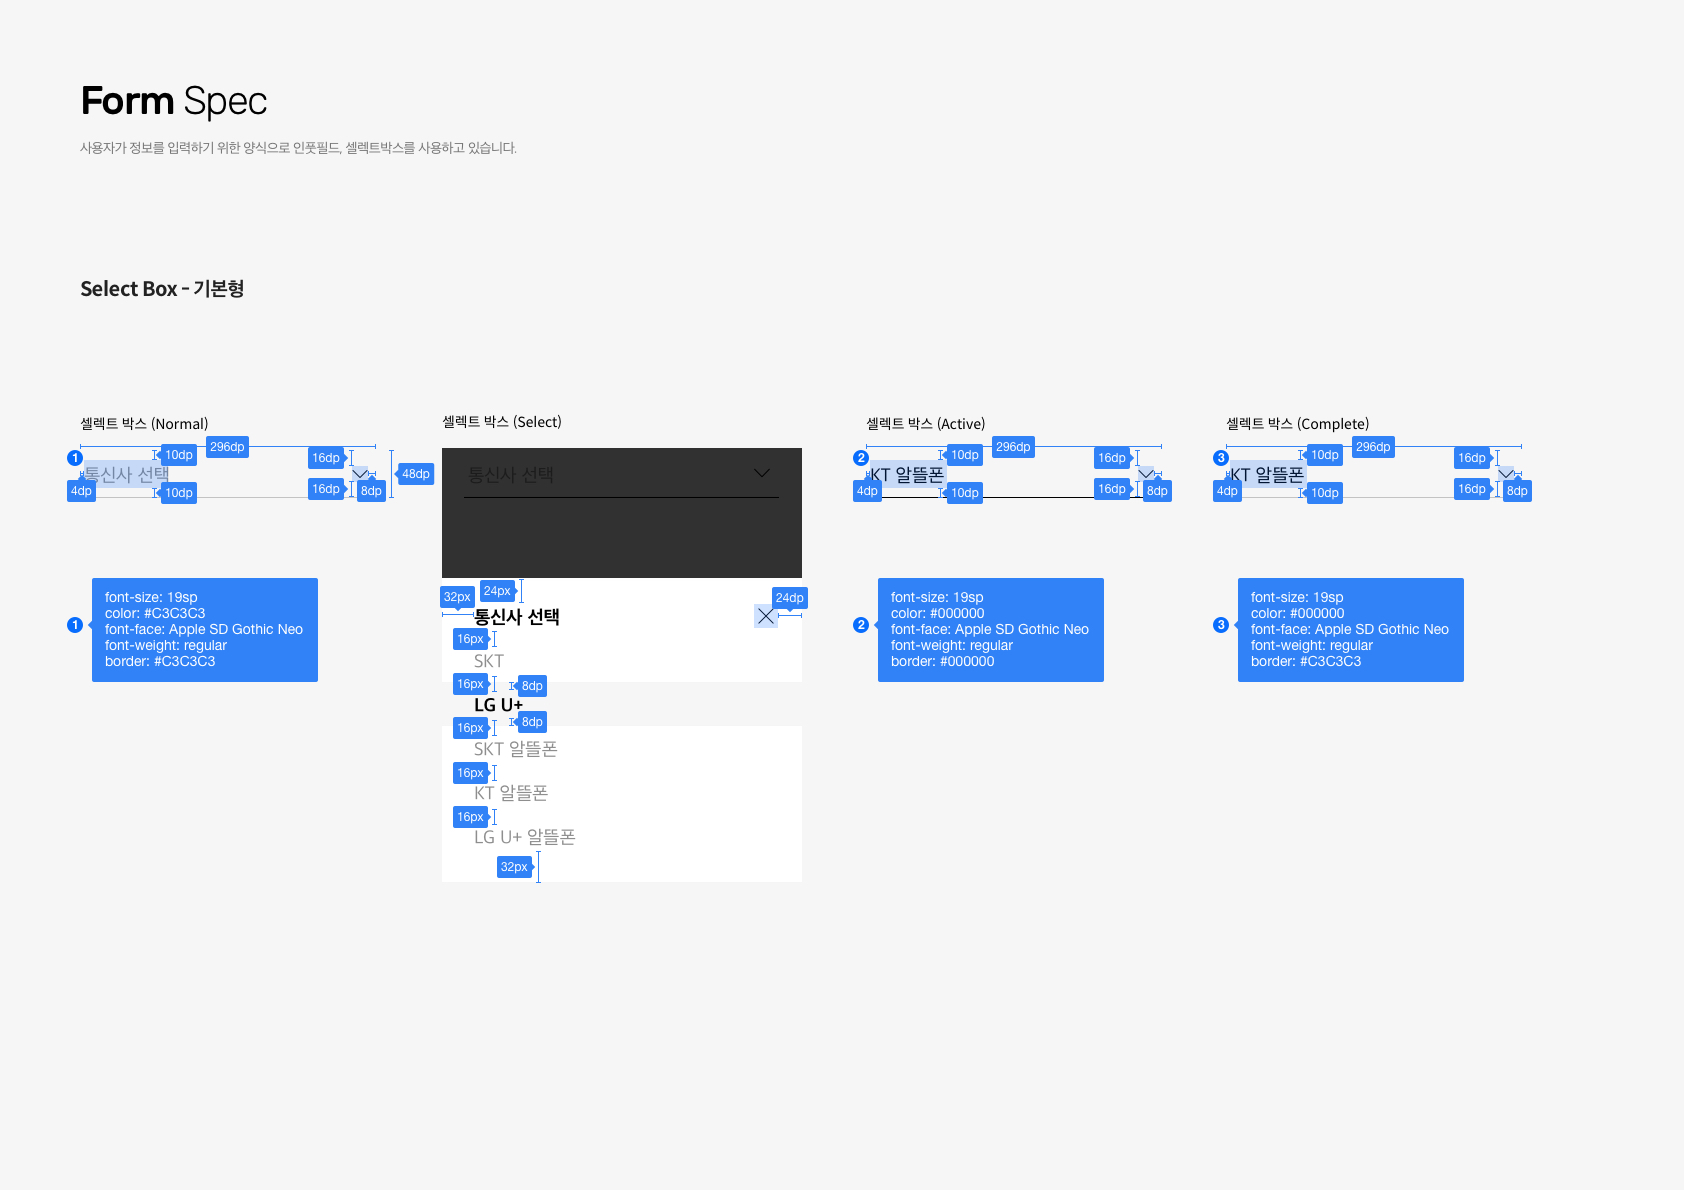 Form Spec
사용자가 정보를 입력하기 위한 양식으로 인풋필드, 셀렉트박스를 사용하고 있습니다.
Select Box - 기본형
셀렉트 박스 (Normal)
296dp
1
10dp
16dp
통신사 선택
48dp
4dp
10dp
16dp
8dp
1
font-size: 19sp
color: #C3C3C3
font-face: Apple SD Gothic Neo
font-weight: regular
border: #C3C3C3
셀렉트 박스 (Select)
통신사 선택
32px
24px
24dp
통신사 선택
16px
SKT
16px
8dp
LG U+
16px
8dp
SKT 알뜰폰
16px
KT 알뜰폰
16px
LG U+ 알뜰폰
32px
셀렉트 박스 (Active)
296dp
2
10dp
16dp
KT 알뜰폰
4dp
10dp
16dp
8dp
2
font-size: 19sp
color: #000000
font-face: Apple SD Gothic Neo
font-weight: regular
border: #000000
셀렉트 박스 (Complete)
296dp
3
10dp
16dp
KT 알뜰폰
4dp
10dp
16dp
8dp
3
font-size: 19sp
color: #000000
font-face: Apple SD Gothic Neo
font-weight: regular
border: #C3C3C3